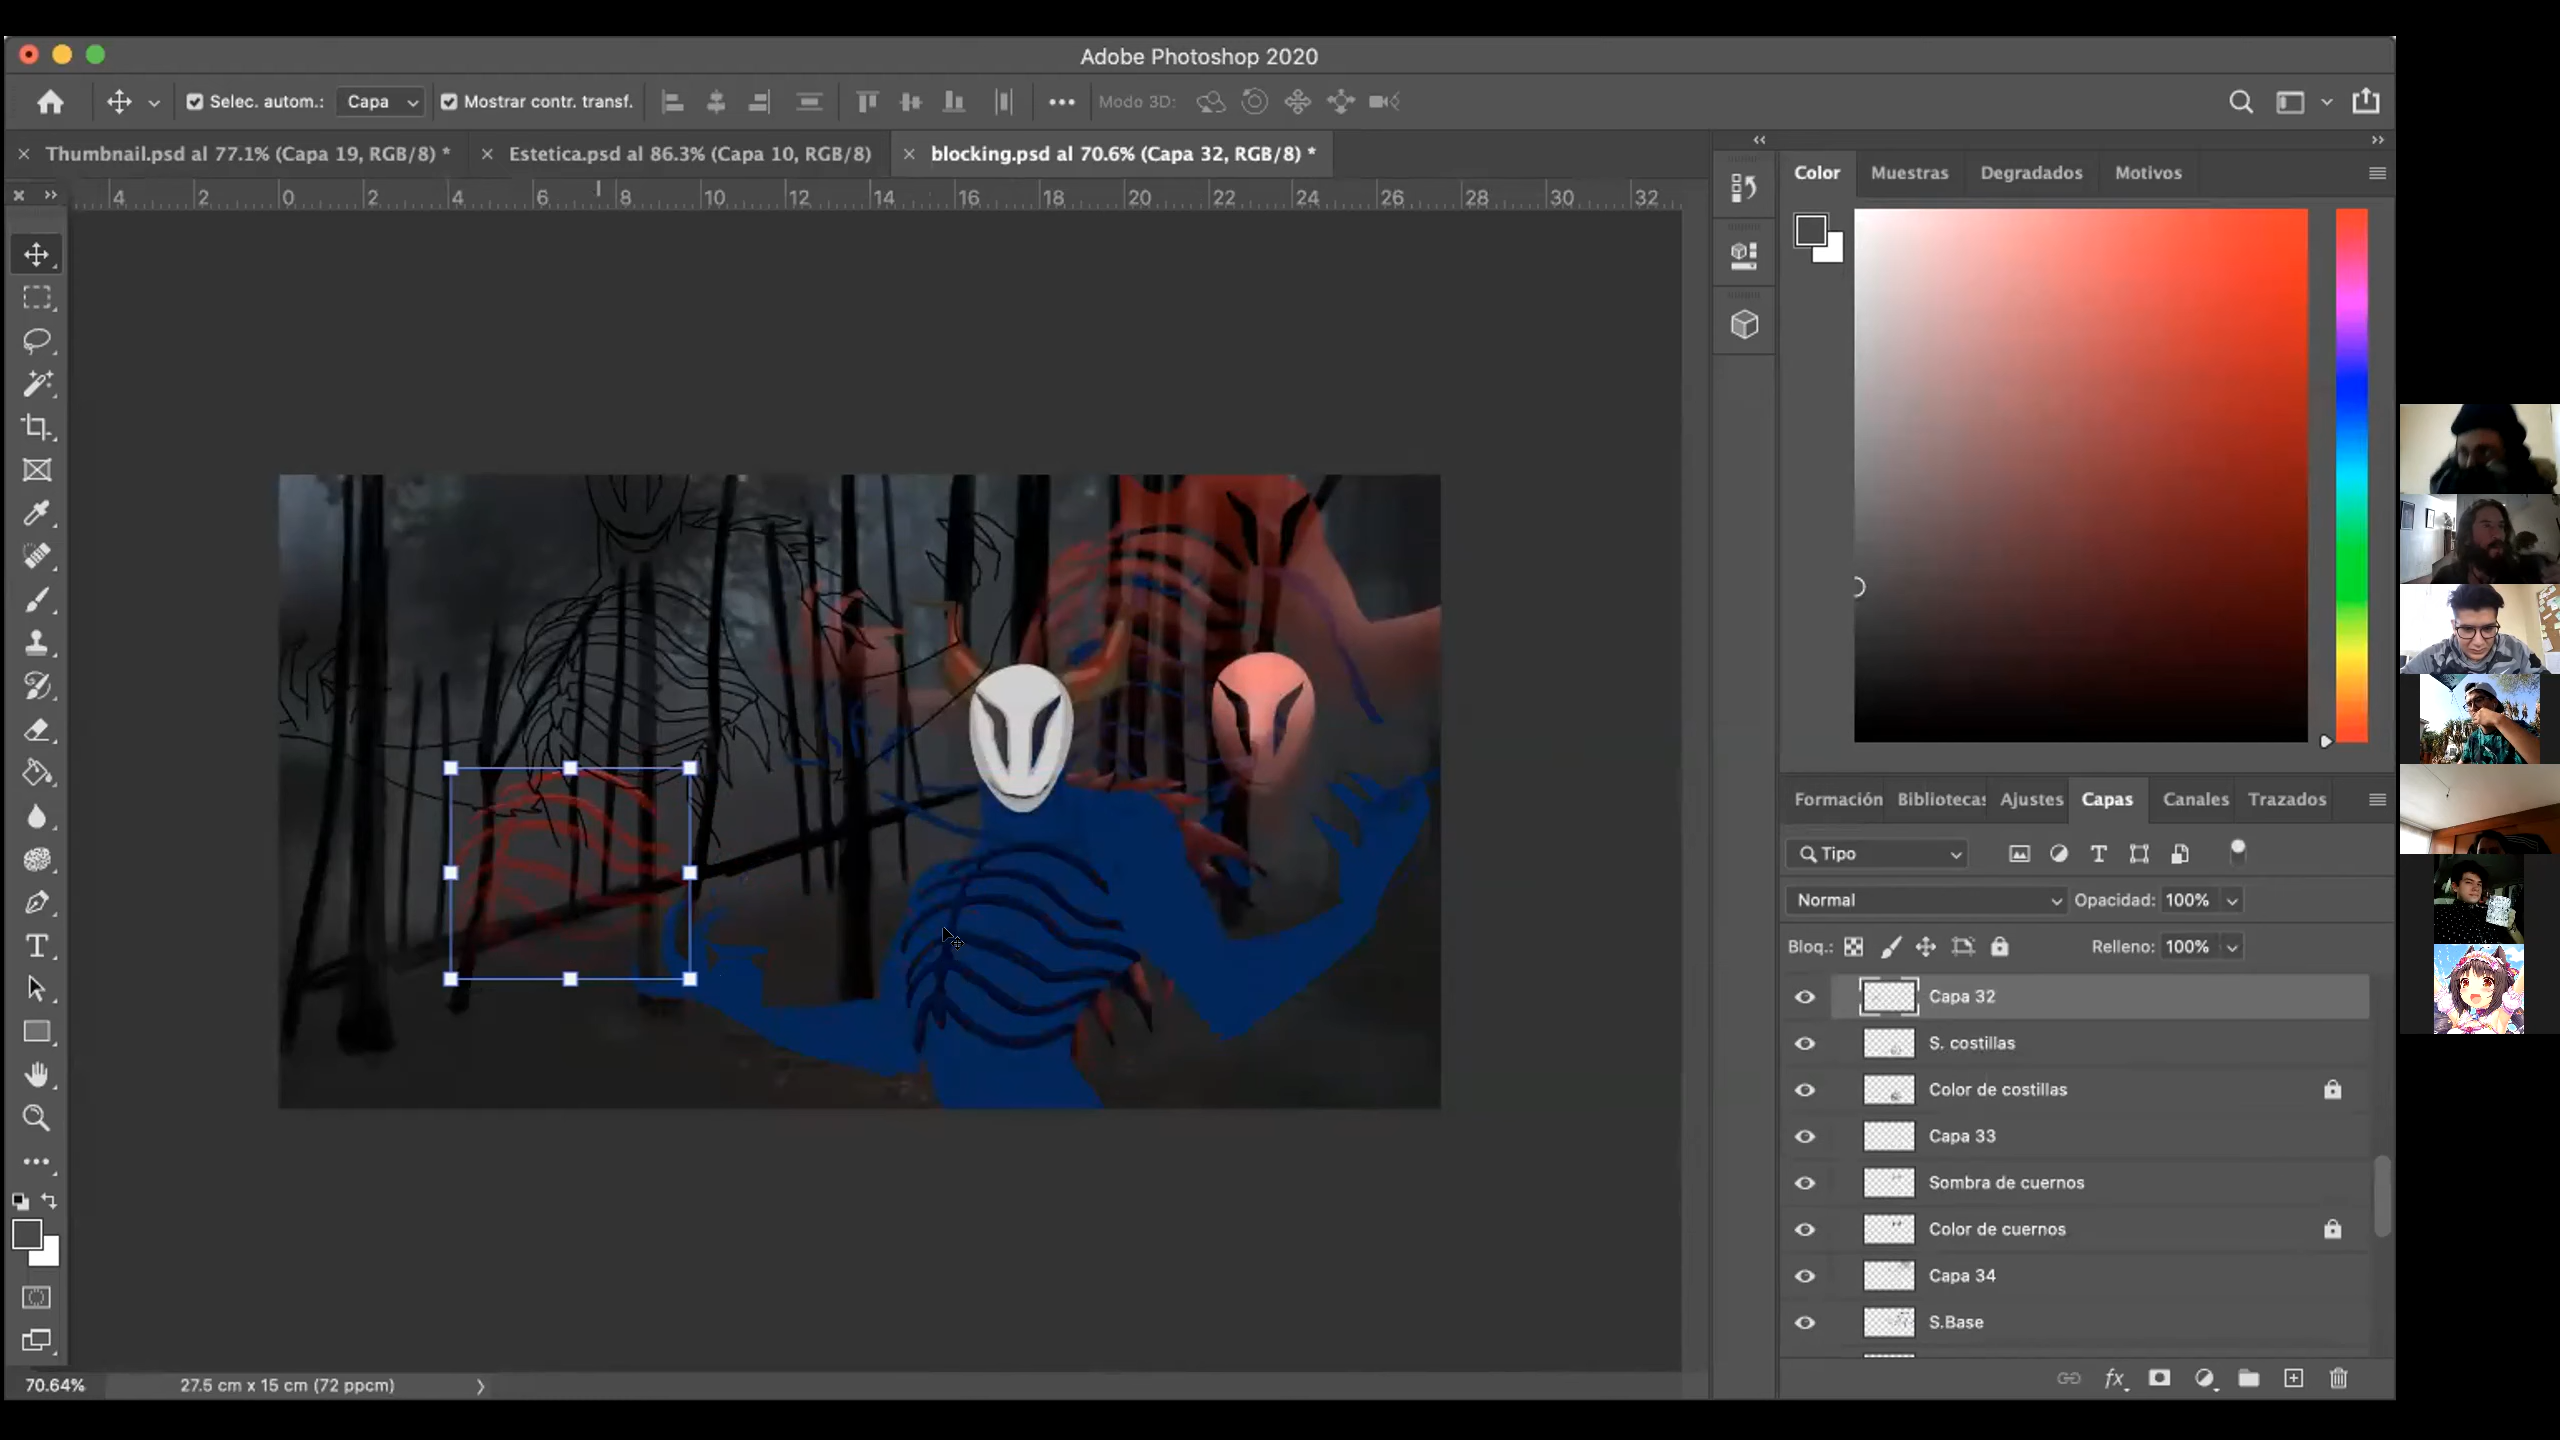 Adobe Photoshop 2020
Selec. autom.: Capa Mostrar contr. transf. Modo 3D:
Thumbnail.psd al 77.1% (Capa 19, RGB/8) *
Estetica.psd al 86.3% (Capa 10, RGB/8)
blocking.psd al 70.6% (Capa 32, RGB/8) *
4 2 0 2 4 6 8 10 12 14 16 18 20 22 24 26 28 30 32
Color Muestras Degradados Motivos
Formación Bibliotecas Ajustes Capas Canales Trazados
Tipo
Normal Opacidad: 100%
Bloq.: Relleno: 100%
Capa 32
S. costillas
Color de costillas
Capa 33
Sombra de cuernos
Color de cuernos
Capa 34
S.Base
fx
70.64% 27.5 cm x 15 cm (72 ppcm)